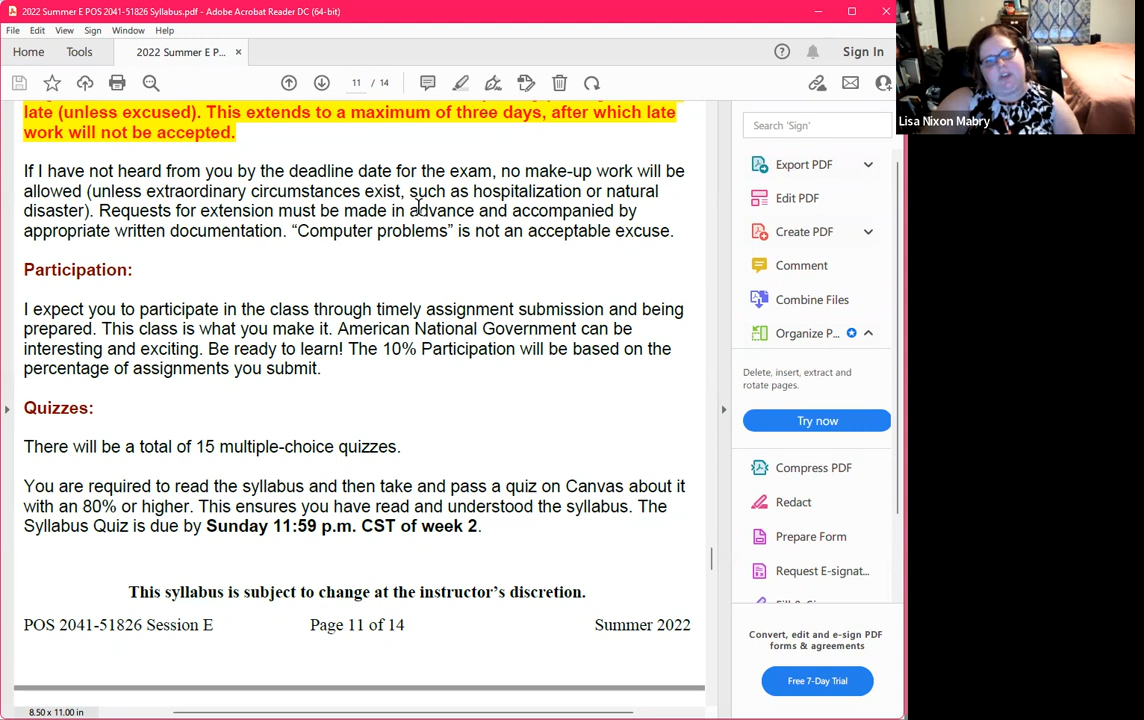 2022 Summer E POS 2041-51826 Syllabus.pdf - Adobe Acrobat Reader DC (64-bit)
File Edit View Sign Window Help
Home Tools 2022 Summer E P... × Sign In
11 / 14
late (unless excused). This extends to a maximum of three days, after which late
work will not be accepted.
If I have not heard from you by the deadline date for the exam, no make-up work will be
allowed (unless extraordinary circumstances exist, such as hospitalization or natural
disaster). Requests for extension must be made in advance and accompanied by
appropriate written documentation. “Computer problems” is not an acceptable excuse.
Participation:
I expect you to participate in the class through timely assignment submission and being
prepared. This class is what you make it. American National Government can be
interesting and exciting. Be ready to learn! The 10% Participation will be based on the
percentage of assignments you submit.
Quizzes:
There will be a total of 15 multiple-choice quizzes.
You are required to read the syllabus and then take and pass a quiz on Canvas about it
with an 80% or higher. This ensures you have read and understood the syllabus. The
Syllabus Quiz is due by Sunday 11:59 p.m. CST of week 2.
This syllabus is subject to change at the instructor’s discretion.
POS 2041-51826 Session E Page 11 of 14 Summer 2022
8.50 x 11.00 in
Search 'Sign'
Export PDF
Edit PDF
Create PDF
Comment
Combine Files
Organize P...
Delete, insert, extract and
rotate pages.
Try now
Compress PDF
Redact
Prepare Form
Request E-signat...
Convert, edit and e-sign PDF
forms & agreements
Free 7-Day Trial
Lisa Nixon Mabry